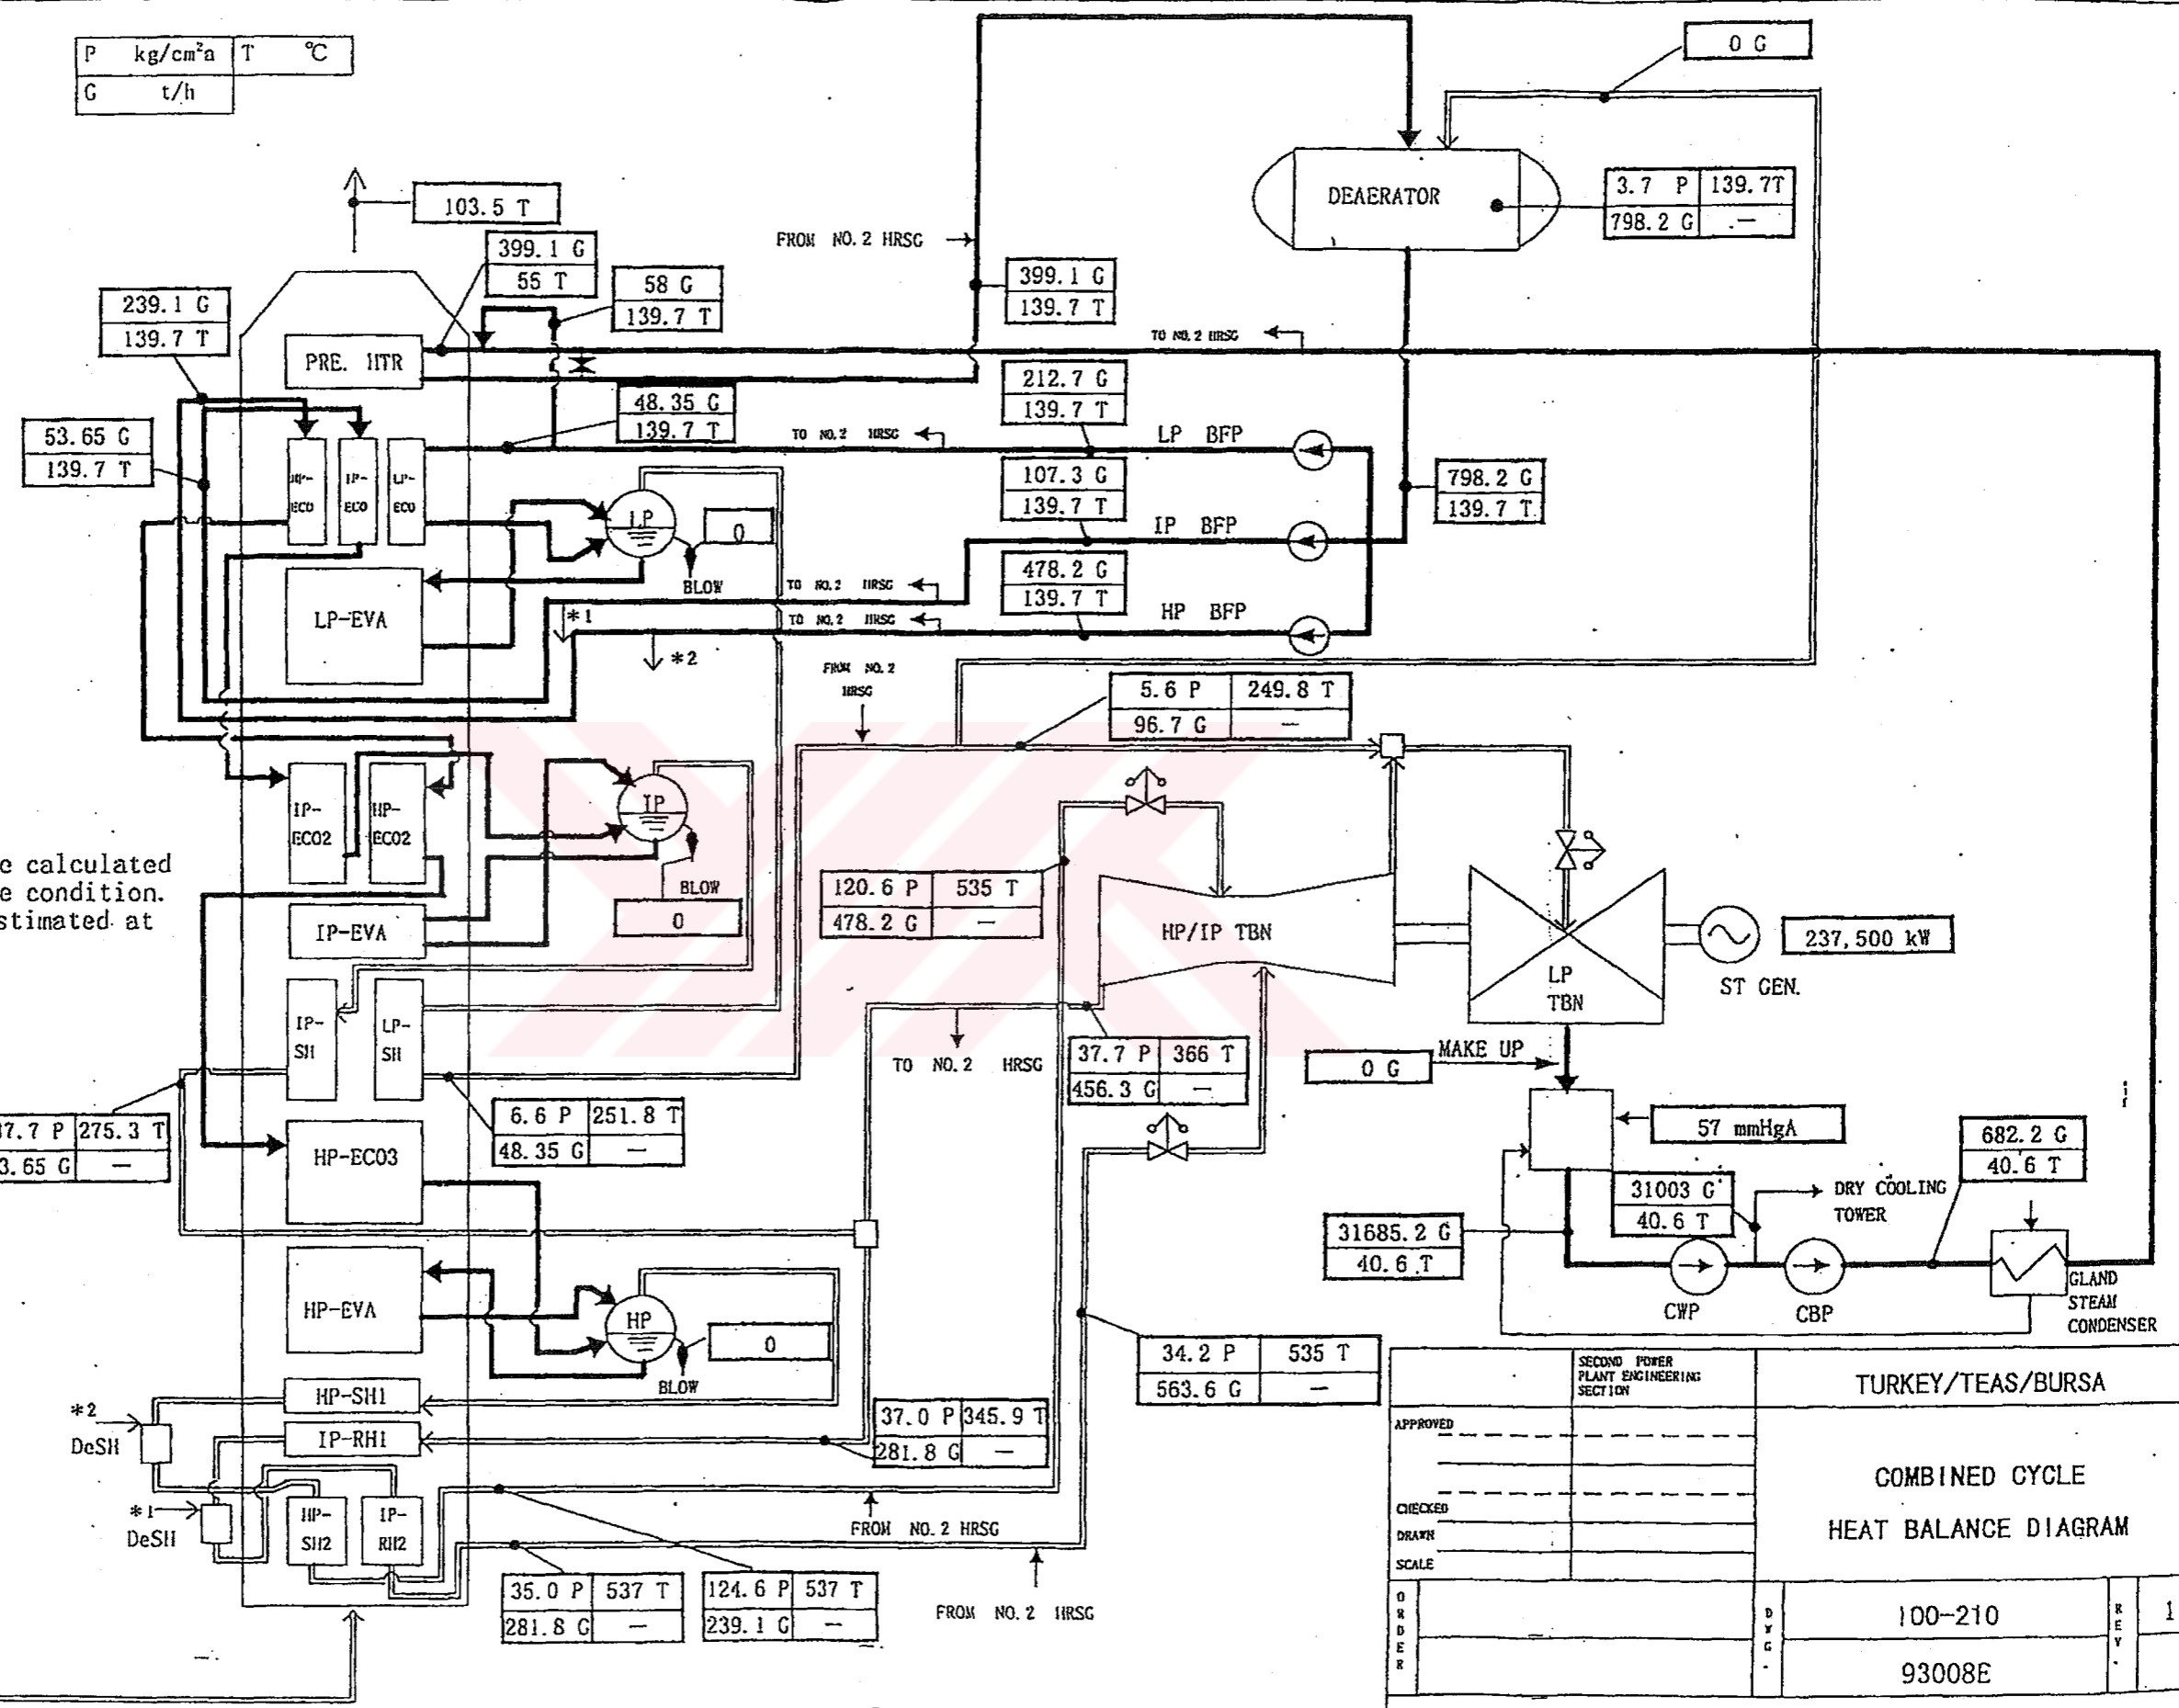 P kg/cm²a T ℃
G t/h
0 G
DEAERATOR
3.7 P 139.7T
798.2 G —
103.5 T
FROM NO.2 HRSG
399.1 G
55 T
58 G
139.7 T
399.1 G
139.7 T
239.1 G
139.7 T
TO NO.2 HRSG
PRE. HTR
212.7 G
139.7 T
48.35 G
139.7 T
53.65 G
139.7 T
TO NO.2 HRSG
LP BFP
HP-
ECO
IP-
ECO
LP-
ECO
107.3 G
139.7 T
798.2 G
139.7 T
LP
0
IP BFP
BLOW
478.2 G
139.7 T
TO NO.2 HRSG
LP-EVA
*1
TO NO.2 HRSG
HP BFP
*2
FROM NO.2
HRSG
5.6 P 249.8 T
96.7 G —
IP-
ECO2
HP-
ECO2
IP
e calculated
e condition.
stimated at
BLOW
0
120.6 P 535 T
478.2 G —
IP-EVA
HP/IP TBN
237,500 kW
LP
TBN
ST GEN.
IP-
SH
LP-
SH
TO NO.2 HRSG
37.7 P 366 T
456.3 G —
MAKE UP
0 G
57 mmHgA
7.7 P 275.3 T
3.65 G —
6.6 P 251.8 T
48.35 G —
HP-ECO3
682.2 G
40.6 T
31003 G
40.6 T
DRY COOLING
TOWER
31685.2 G
40.6 T
CWP
CBP
GLAND
STEAM
CONDENSER
HP-EVA
HP
0
BLOW
34.2 P 535 T
563.6 G —
HP-SH1
*2
DeSH
IP-RH1
37.0 P 345.9 T
281.8 G —
*1
DeSH
HP-
SH2
IP-
RH2
FROM NO.2 HRSG
35.0 P 537 T
281.8 G —
124.6 P 537 T
239.1 G —
FROM NO.2 HRSG
SECOND POWER
PLANT ENGINEERING
SECTION
TURKEY/TEAS/BURSA
APPROVED
CHECKED
DRAWN
SCALE
COMBINED CYCLE
HEAT BALANCE DIAGRAM
ORDER
DWG.
100-210
93008E
REV.
1